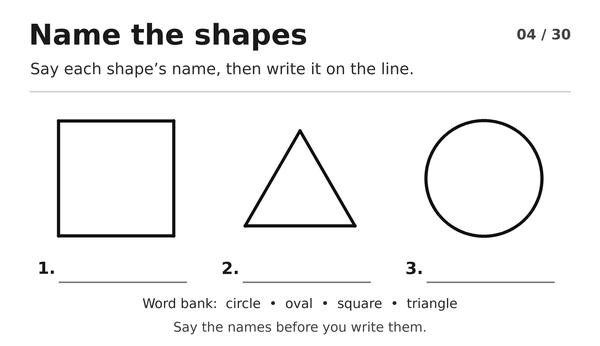 Name the shapes
04 / 30
Say each shape’s name, then write it on the line.
1.
2.
3.
Word bank: circle • oval • square • triangle
Say the names before you write them.